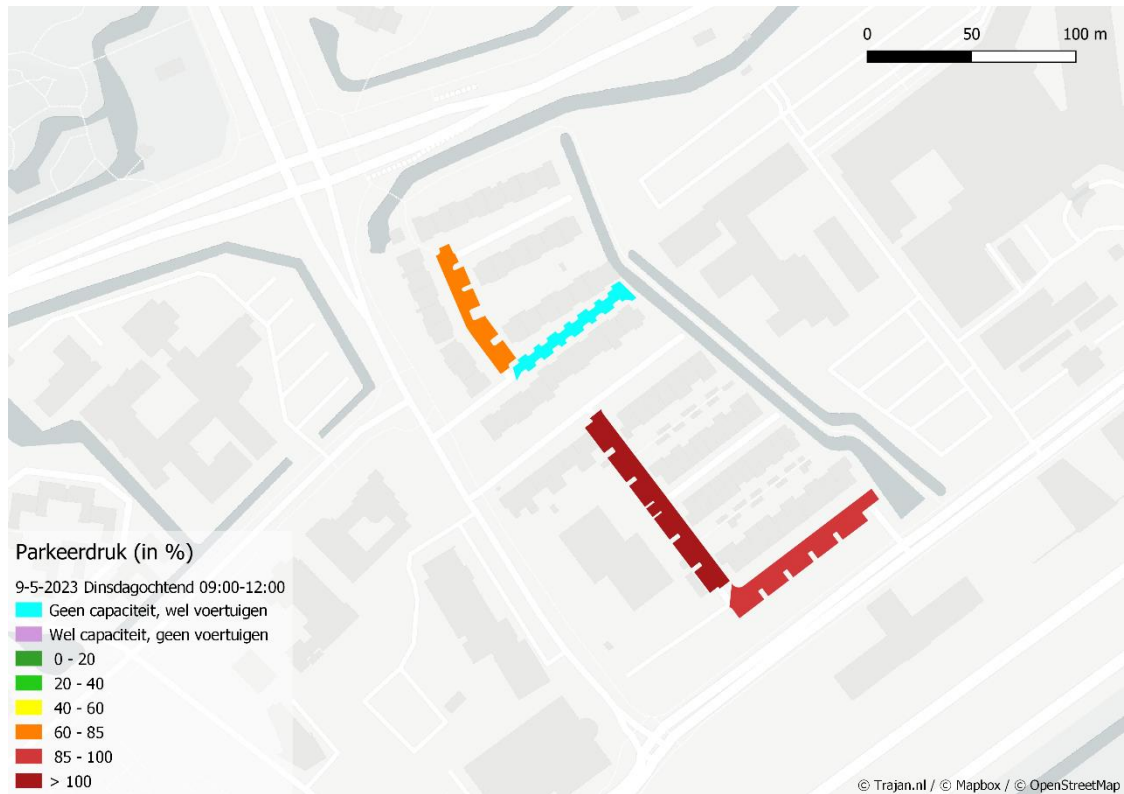 0 50 100 m
Parkeerdruk (in %)
9-5-2023 Dinsdagochtend 09:00-12:00
Geen capaciteit, wel voertuigen
Wel capaciteit, geen voertuigen
0 - 20
20 - 40
40 - 60
60 - 85
85 - 100
> 100
© Trajan.nl / © Mapbox / © OpenStreetMap